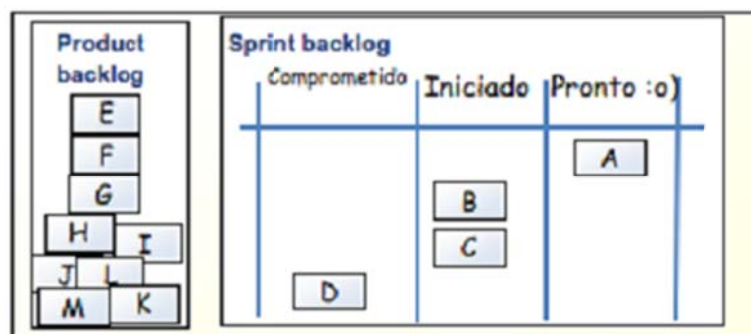 Product
backlog
E
F
G
H
I
J
L
M
K
Sprint backlog
Comprometido
Iniciado
Pronto :o)
A
B
C
D